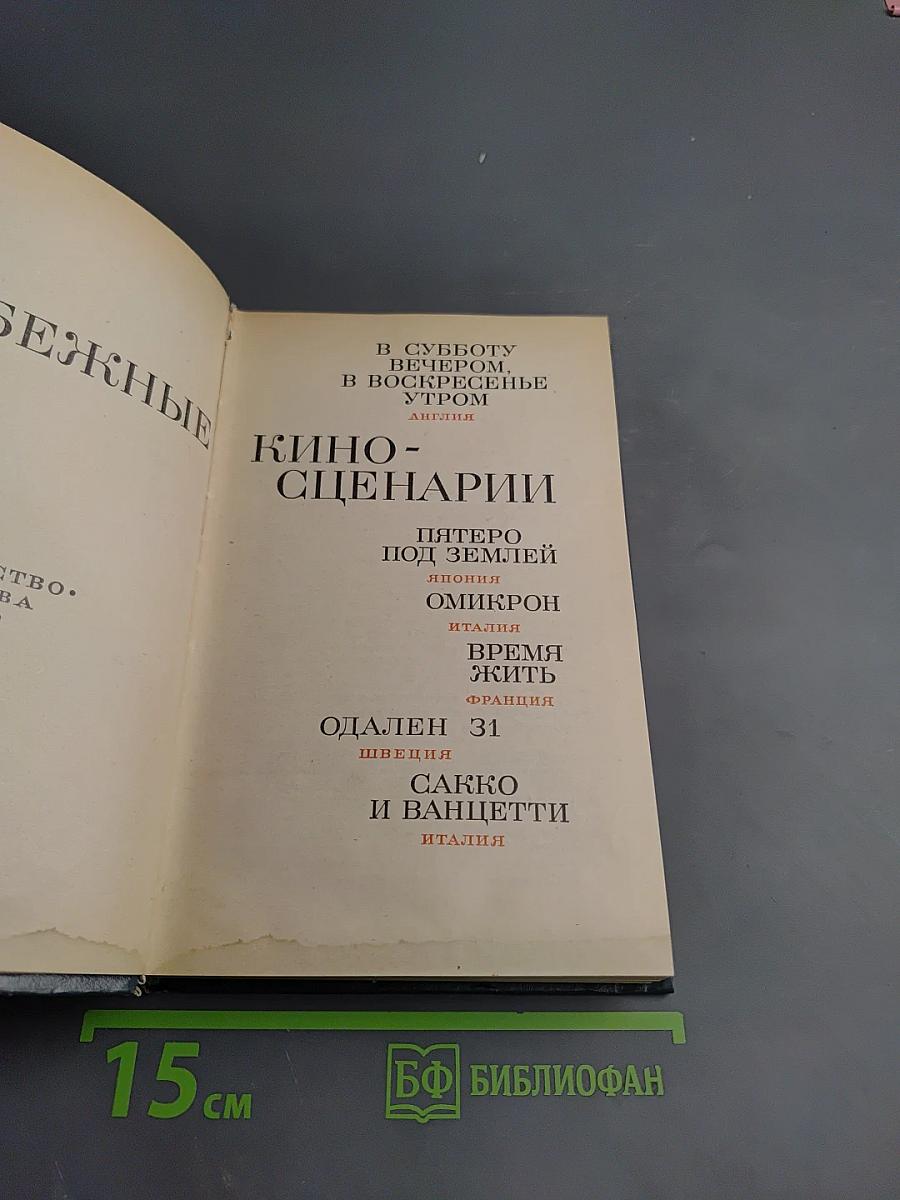 БЕЖНЫЕ
СТВО•
ВА
В СУББОТУ
ВЕЧЕРОМ,
В ВОСКРЕСЕНЬЕ
УТРОМ
АНГЛИЯ
КИНО-
СЦЕНАРИИ
ПЯТЕРО
ПОД ЗЕМЛЕЙ
ЯПОНИЯ
ОМИКРОН
ИТАЛИЯ
ВРЕМЯ
ЖИТЬ
ФРАНЦИЯ
ОДАЛЕН 31
ШВЕЦИЯ
САККО
И ВАНЦЕТТИ
ИТАЛИЯ
15 см
БФ БИБЛИОФАН